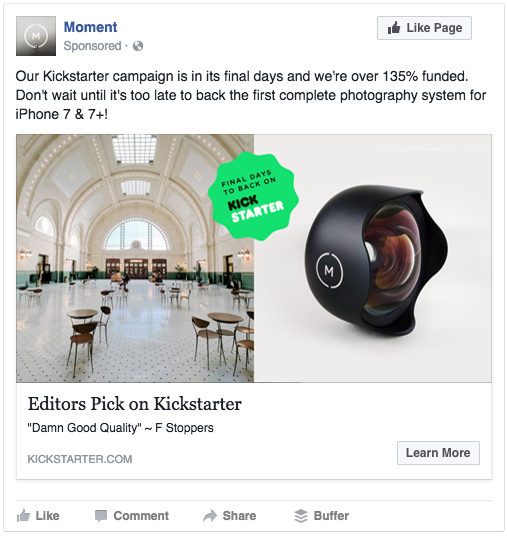 Moment
Sponsored ·
Like Page
Our Kickstarter campaign is in its final days and we're over 135% funded.
Don't wait until it's too late to back the first complete photography system for
iPhone 7 & 7+!
M
FINAL DAYS
TO BACK ON
KICK
STARTER
M
Editors Pick on Kickstarter
"Damn Good Quality" ~ F Stoppers
KICKSTARTER.COM
Learn More
Like Comment Share Buffer